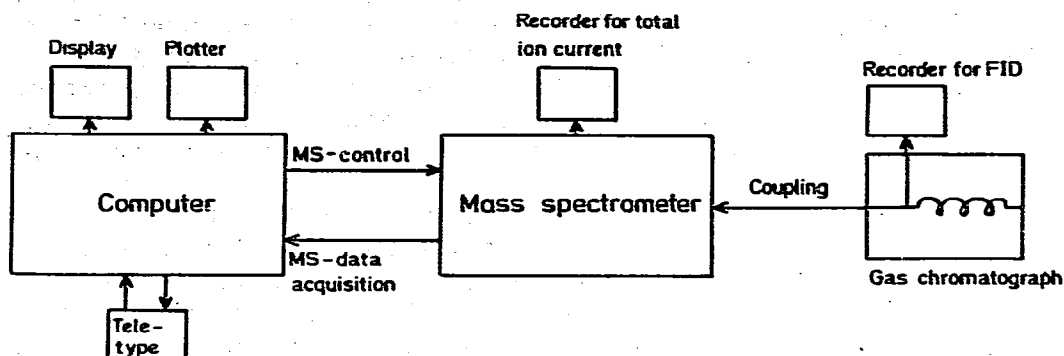 Recorder for total
ion current
Display
Plotter
Recorder for FID
MS-control
Computer
Mass spectrometer
Coupling
MS-data
acquisition
Gas chromatograph
Tele-
type